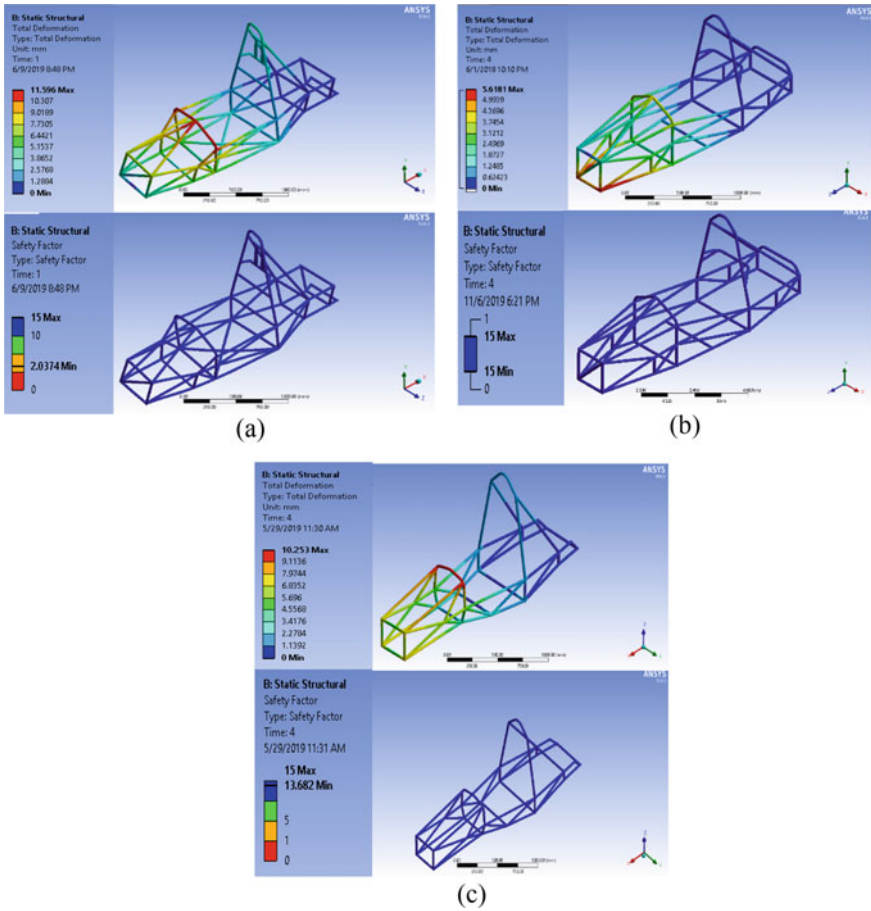 B: Static Structural
Total Deformation
Type: Total Deformation
Unit: mm
Time: 1
6/9/2019 8:48 PM
11.596 Max
10.307
9.0189
7.7305
6.4421
5.1537
3.8652
2.5768
1.2884
0 Min
ANSYS
B: Static Structural
Safety Factor
Type: Safety Factor
Time: 1
6/9/2019 8:48 PM
15 Max
10
2.0374 Min
0
(a)
B: Static Structural
Total Deformation
Type: Total Deformation
Unit: mm
Time: 4
6/1/2018 10:10 PM
5.6181 Max
4.9939
4.3696
3.7454
3.1212
2.4969
1.8727
1.2485
0.62423
0 Min
ANSYS
B: Static Structural
Safety Factor
Type: Safety Factor
Time: 4
11/6/2019 6:21 PM
1
15 Max
15 Min
0
(b)
B: Static Structural
Total Deformation
Type: Total Deformation
Unit: mm
Time: 4
5/29/2019 11:30 AM
10.253 Max
9.1136
7.9744
6.8352
5.696
4.5568
3.4176
2.2784
1.1392
0 Min
ANSYS
B: Static Structural
Safety Factor
Type: Safety Factor
Time: 4
5/29/2019 11:31 AM
15 Max
13.682 Min
5
1
0
ANSYS
(c)